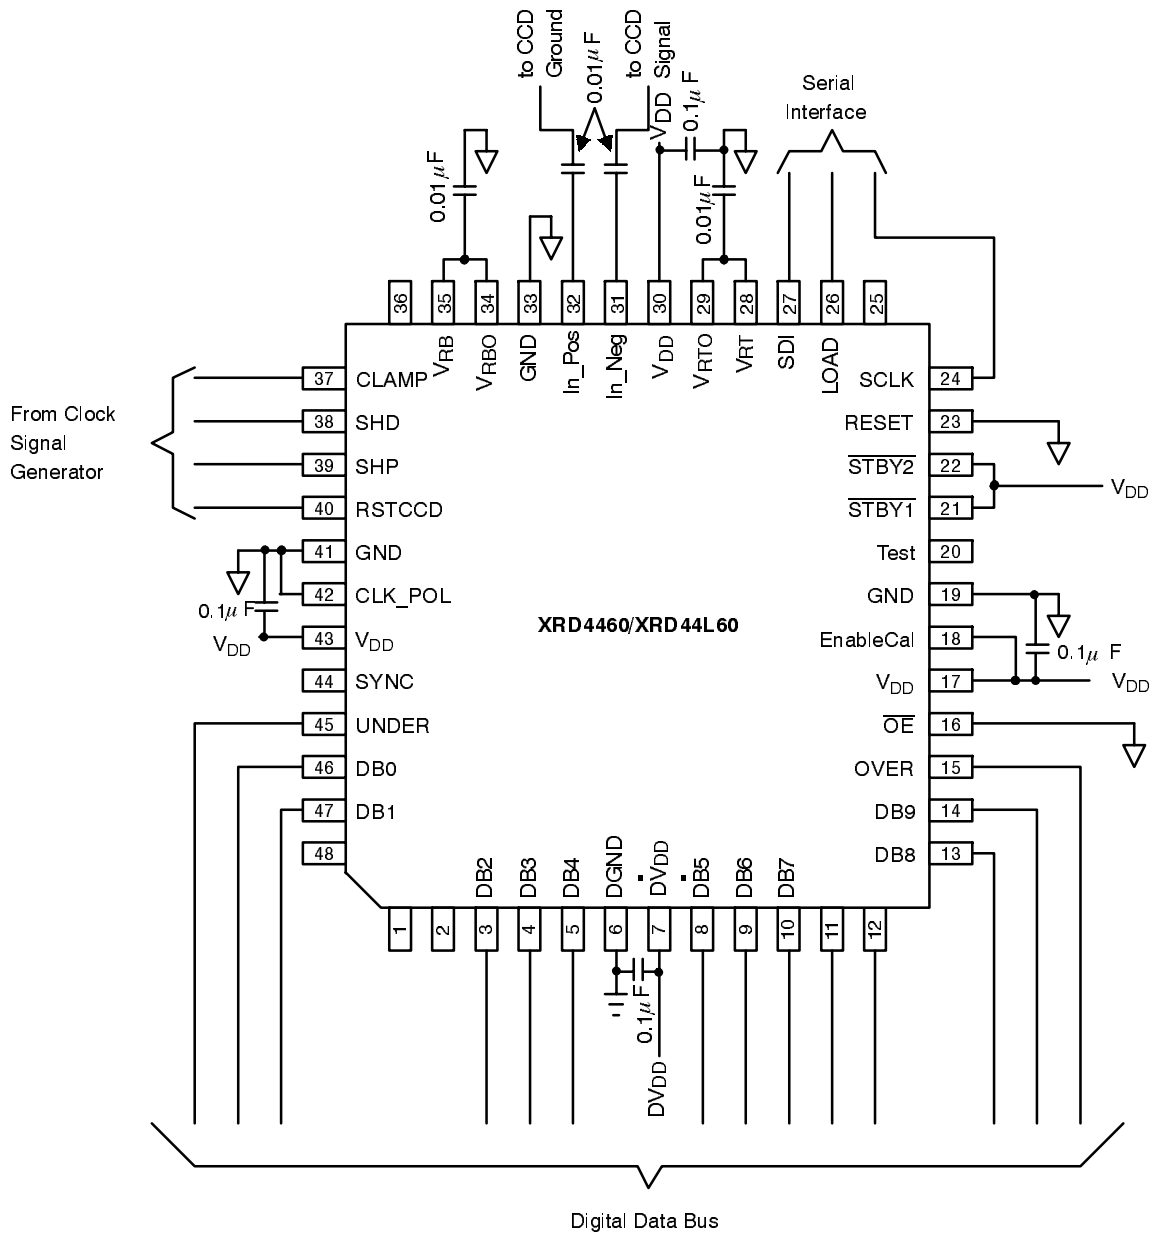 to CCD
Ground
0.01µF
to CCD
Signal
VDD
0.1µF
Serial
Interface
0.01µF
0.01µF
36
35
34
33
32
31
30
29
28
27
26
25
VRB
VRBO
GND
In_Pos
In_Neg
VDD
VRTO
VRT
SDI
LOAD
From Clock
Signal
Generator
37 CLAMP
38 SHD
39 SHP
40 RSTCCD
41 GND
42 CLK_POL
0.1µF
VDD
43 VDD
44 SYNC
45 UNDER
46 DB0
47 DB1
48
XRD4460/XRD44L60
SCLK 24
RESET 23
STBY2 22
VDD
STBY1 21
Test 20
GND 19
EnableCal 18
0.1µ F
VDD 17
VDD
OE 16
OVER 15
DB9 14
DB8 13
DB2
DB3
DB4
DGND
DVDD
DB5
DB6
DB7
1
2
3
4
5
6
7
8
9
10
11
12
0.1µF
DVDD
Digital Data Bus